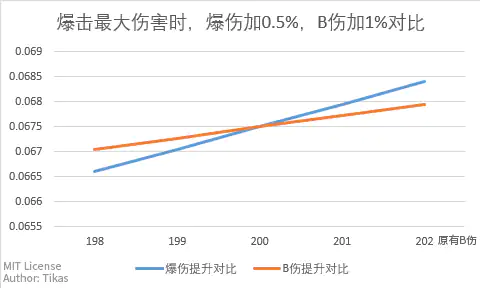 爆击最大伤害时，爆伤加0.5%，B伤加1%对比
0.069
0.0685
0.068
0.0675
0.067
0.0665
0.066
0.0655
198 199 200 201 202 原有B伤
爆伤提升对比 B伤提升对比
MIT License
Author: Tikas